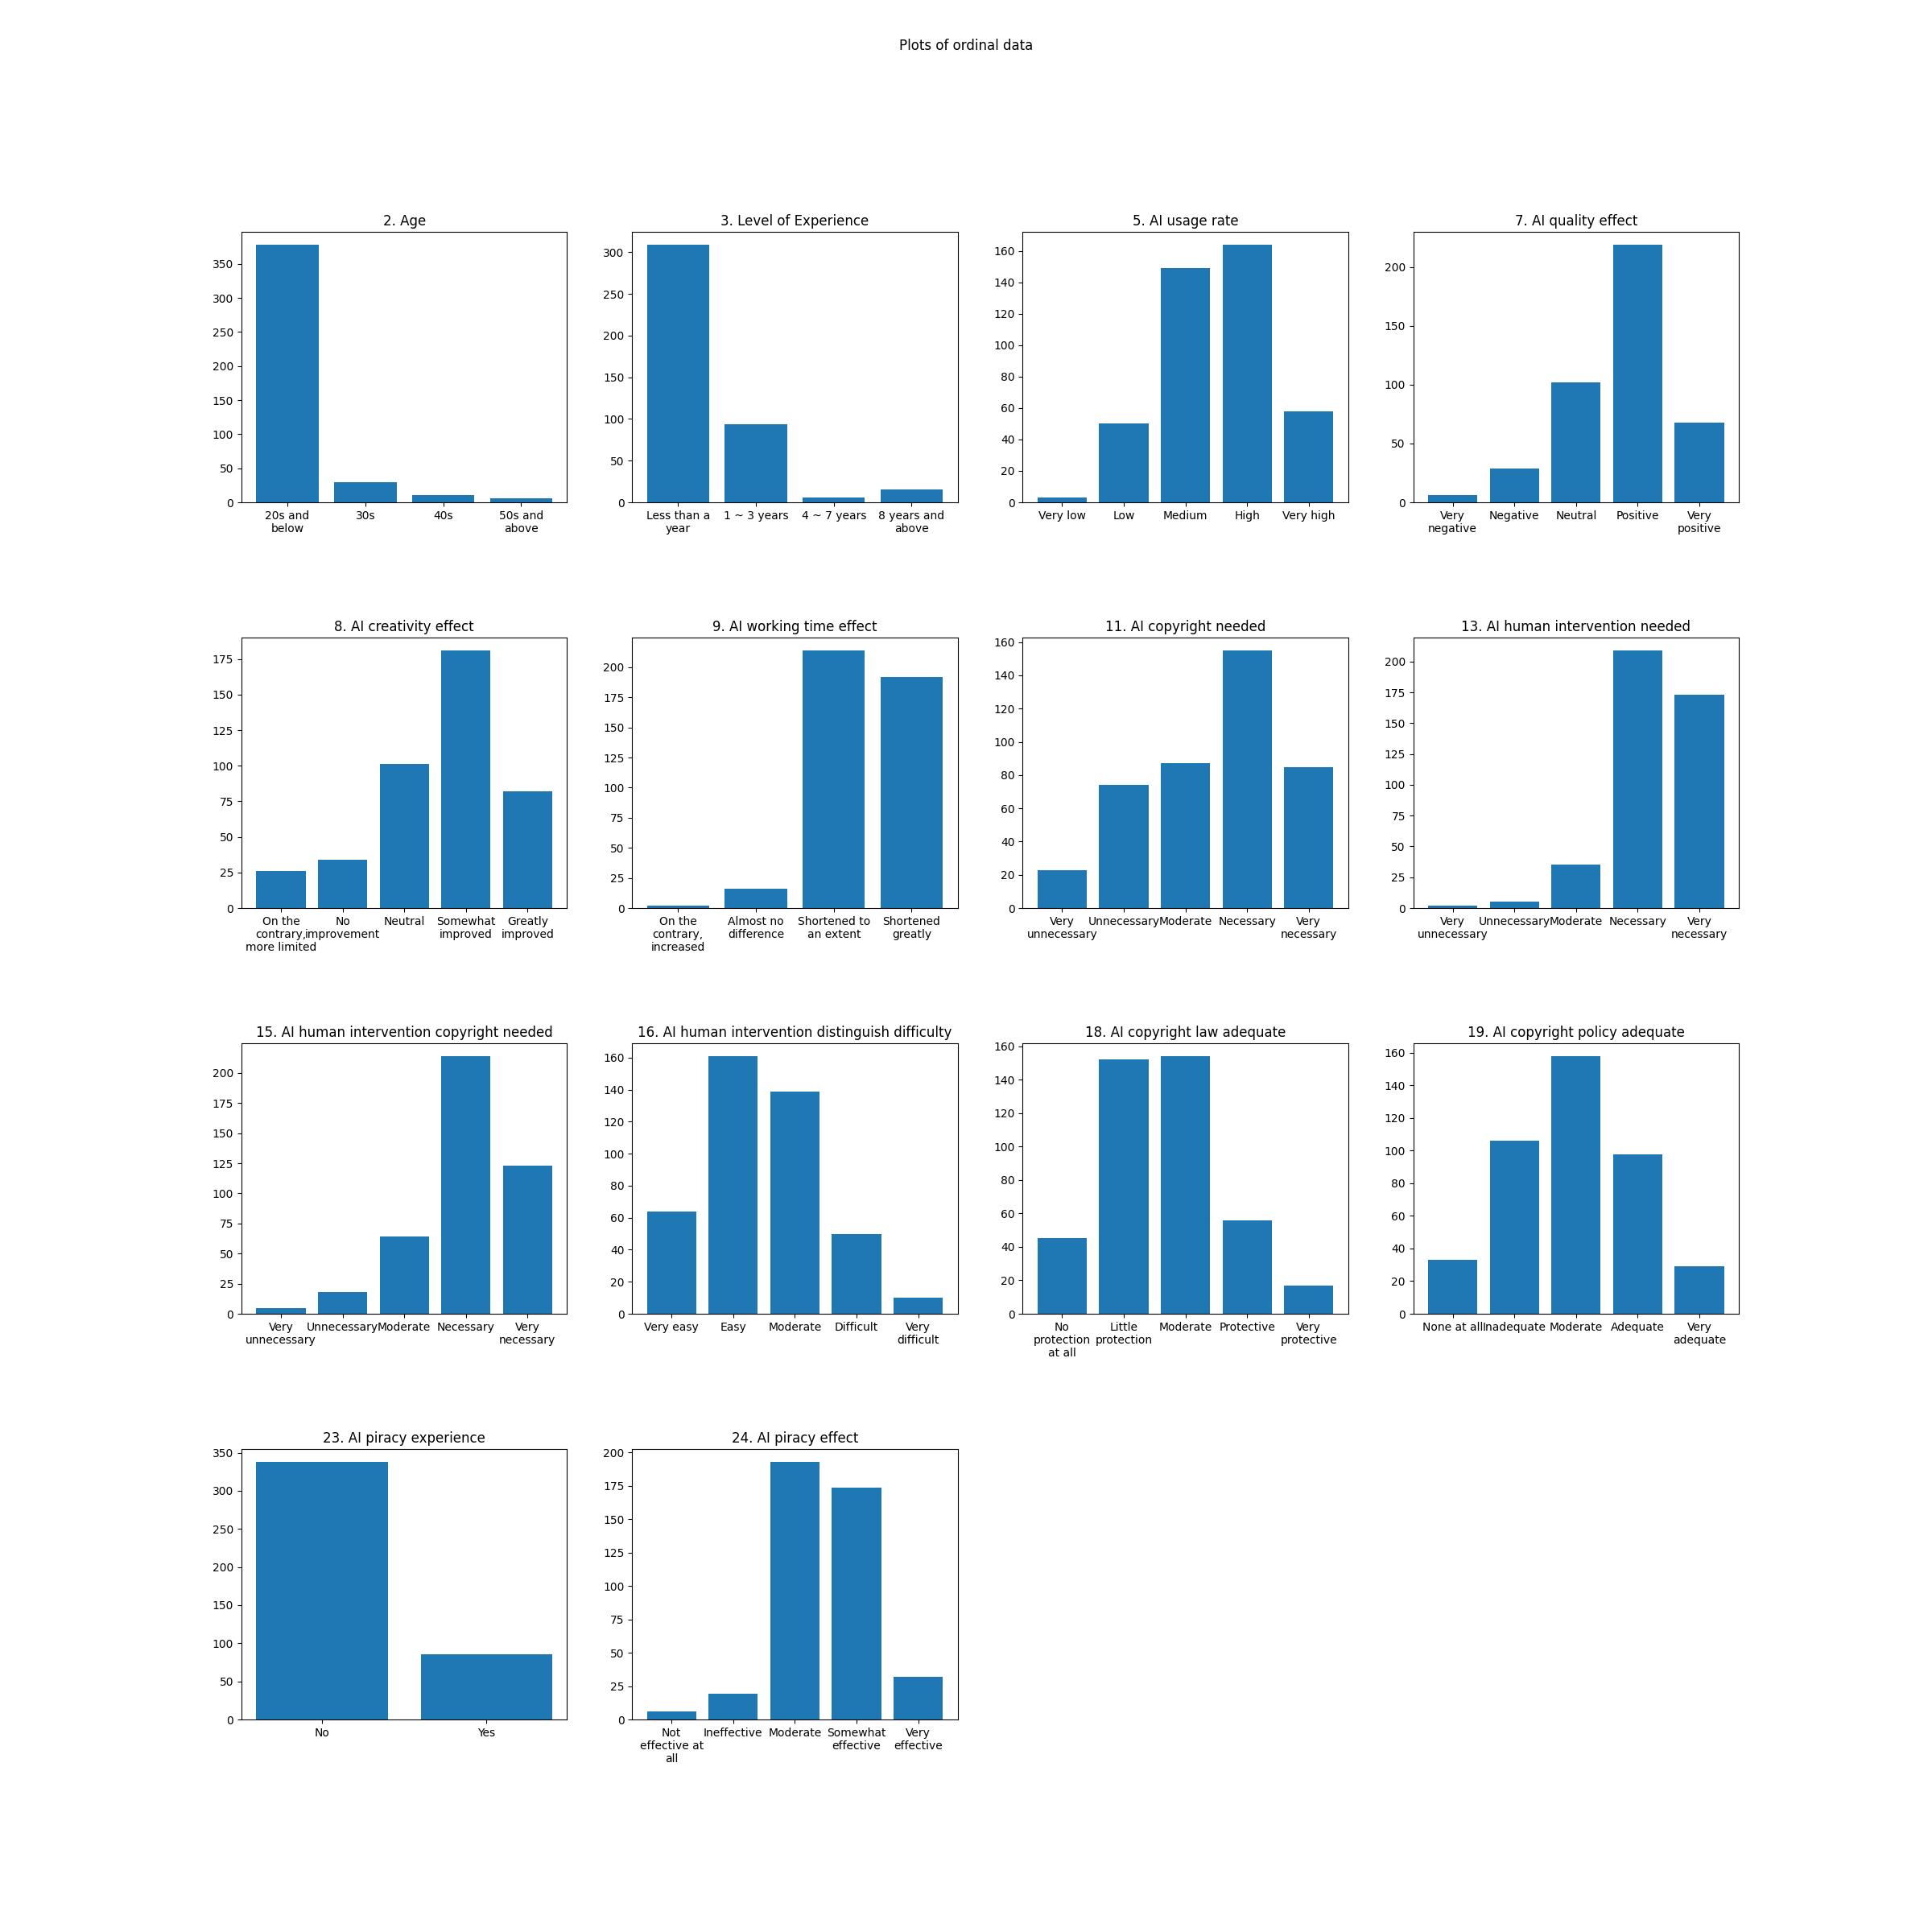 Plots of ordinal data
2. Age
350
300
250
200
150
100
50
0
20s and
below
30s
40s
50s and
above
3. Level of Experience
300
250
200
150
100
50
0
Less than a
year
1 ~ 3 years
4 ~ 7 years
8 years and
above
5. AI usage rate
160
140
120
100
80
60
40
20
0
Very low
Low
Medium
High
Very high
7. AI quality effect
200
150
100
50
0
Very
negative
Negative
Neutral
Positive
Very
positive
8. AI creativity effect
175
150
125
100
75
50
25
0
On the
contrary,
more limited
No
improvement
Neutral
Somewhat
improved
Greatly
improved
9. AI working time effect
200
175
150
125
100
75
50
25
0
On the
contrary,
increased
Almost no
difference
Shortened to
an extent
Shortened
greatly
11. AI copyright needed
160
140
120
100
80
60
40
20
0
Very
unnecessary
Unnecessary
Moderate
Necessary
Very
necessary
13. AI human intervention needed
200
175
150
125
100
75
50
25
0
Very
unnecessary
Unnecessary
Moderate
Necessary
Very
necessary
15. AI human intervention copyright needed
200
175
150
125
100
75
50
25
0
Very
unnecessary
Unnecessary
Moderate
Necessary
Very
necessary
16. AI human intervention distinguish difficulty
160
140
120
100
80
60
40
20
0
Very easy
Easy
Moderate
Difficult
Very
difficult
18. AI copyright law adequate
160
140
120
100
80
60
40
20
0
No
protection
at all
Little
protection
Moderate
Protective
Very
protective
19. AI copyright policy adequate
160
140
120
100
80
60
40
20
0
None at all
Inadequate
Moderate
Adequate
Very
adequate
23. AI piracy experience
350
300
250
200
150
100
50
0
No
Yes
24. AI piracy effect
200
175
150
125
100
75
50
25
0
Not
effective at
all
Ineffective
Moderate
Somewhat
effective
Very
effective